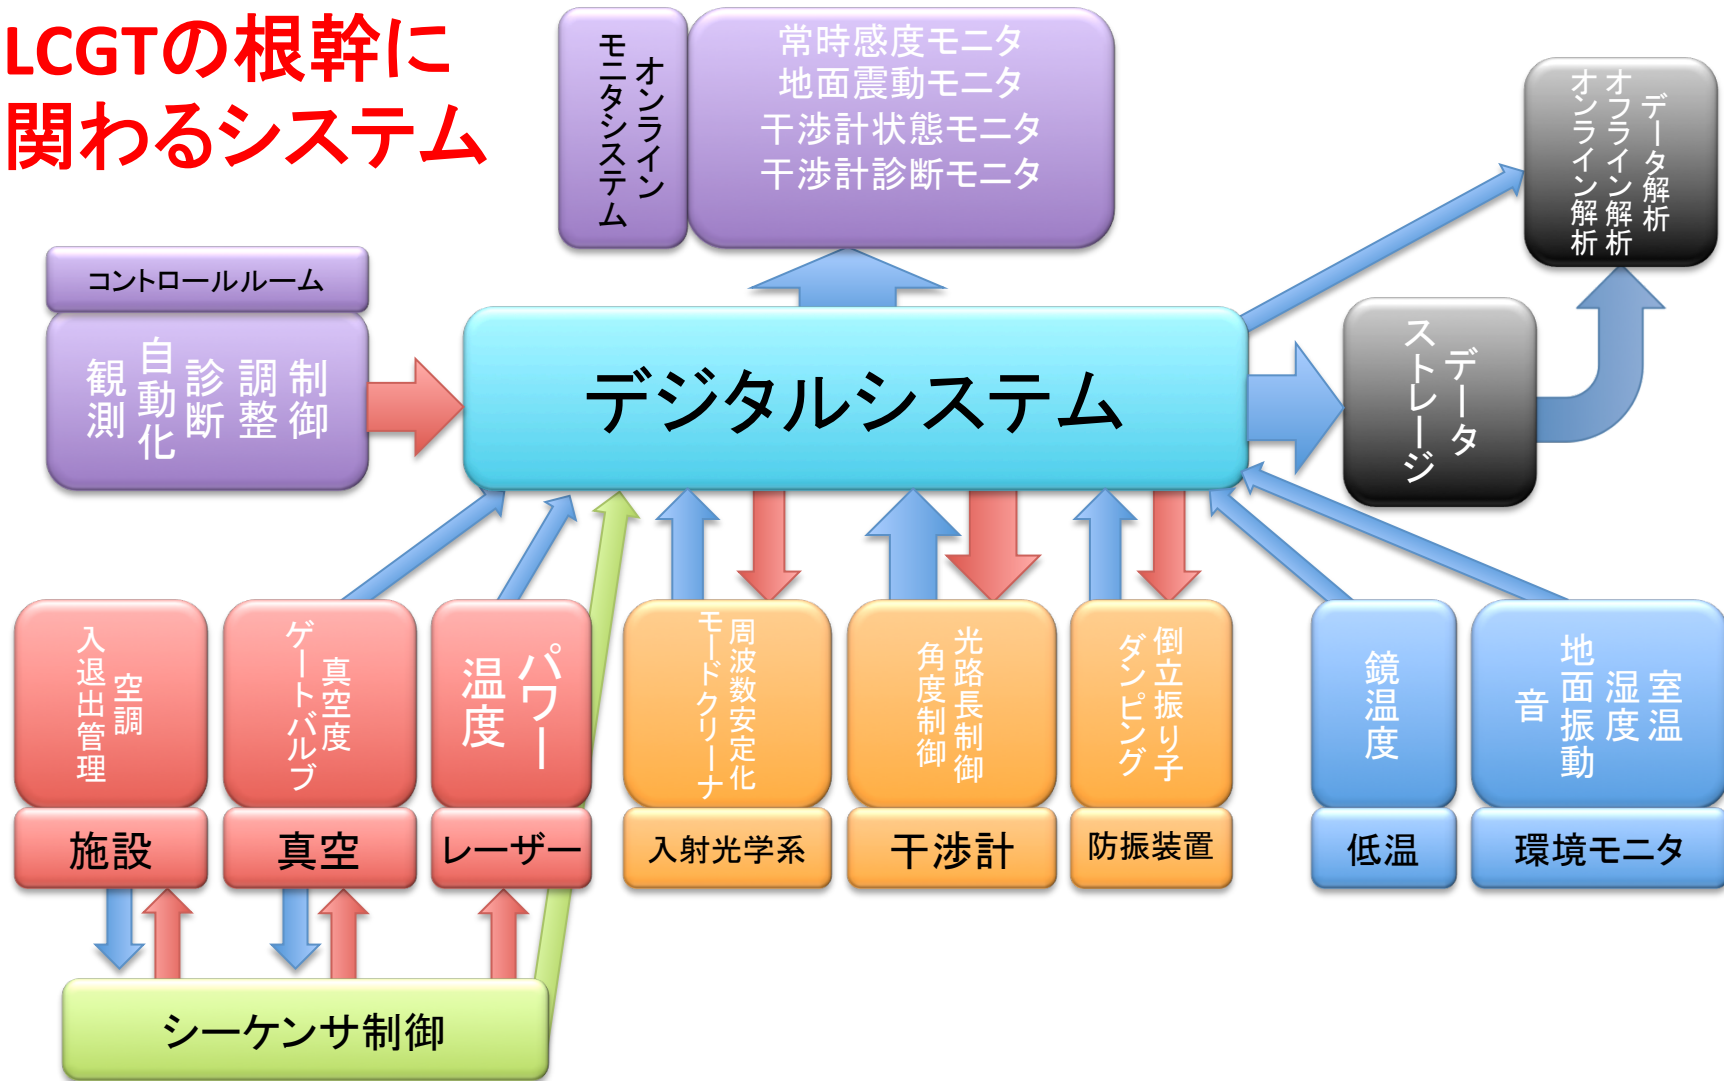 LCGTの根幹に
関わるシステム
オンライン
モニタシステム
常時感度モニタ
地面震動モニタ
干渉計状態モニタ
干渉計診断モニタ
データ解析
オフライン解析
オンライン解析
コントロールルーム
制御
調整
診断
自動化
観測
デジタルシステム
データ
ストレージ
空調
入退出管理
施設
真空度
ゲートバルブ
真空
パワー
温度
レーザー
周波数安定化
モードクリーナ
入射光学系
光路長制御
角度制御
干渉計
倒立振り子
ダンピング
防振装置
鏡温度
低温
室温
湿度
地面振動
音
環境モニタ
シーケンサ制御